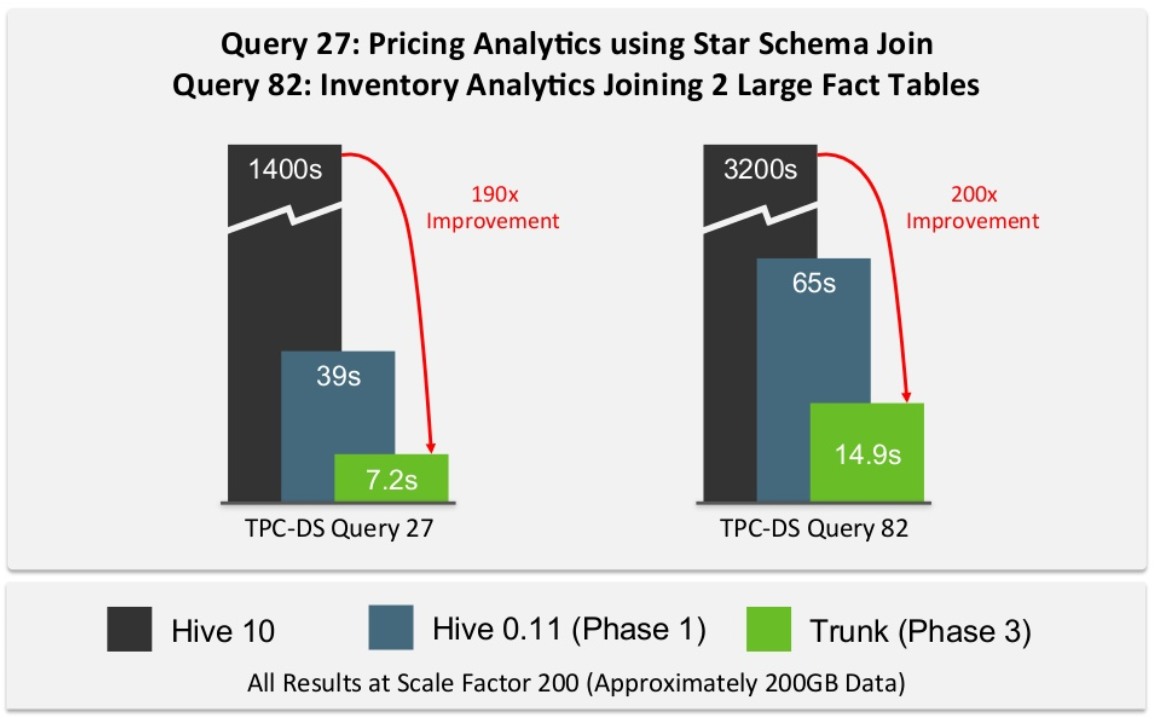 Query 27: Pricing Analytics using Star Schema Join
Query 82: Inventory Analytics Joining 2 Large Fact Tables
1400s
190x
Improvement
39s
7.2s
TPC-DS Query 27
3200s
200x
Improvement
65s
14.9s
TPC-DS Query 82
Hive 10
Hive 0.11 (Phase 1)
Trunk (Phase 3)
All Results at Scale Factor 200 (Approximately 200GB Data)